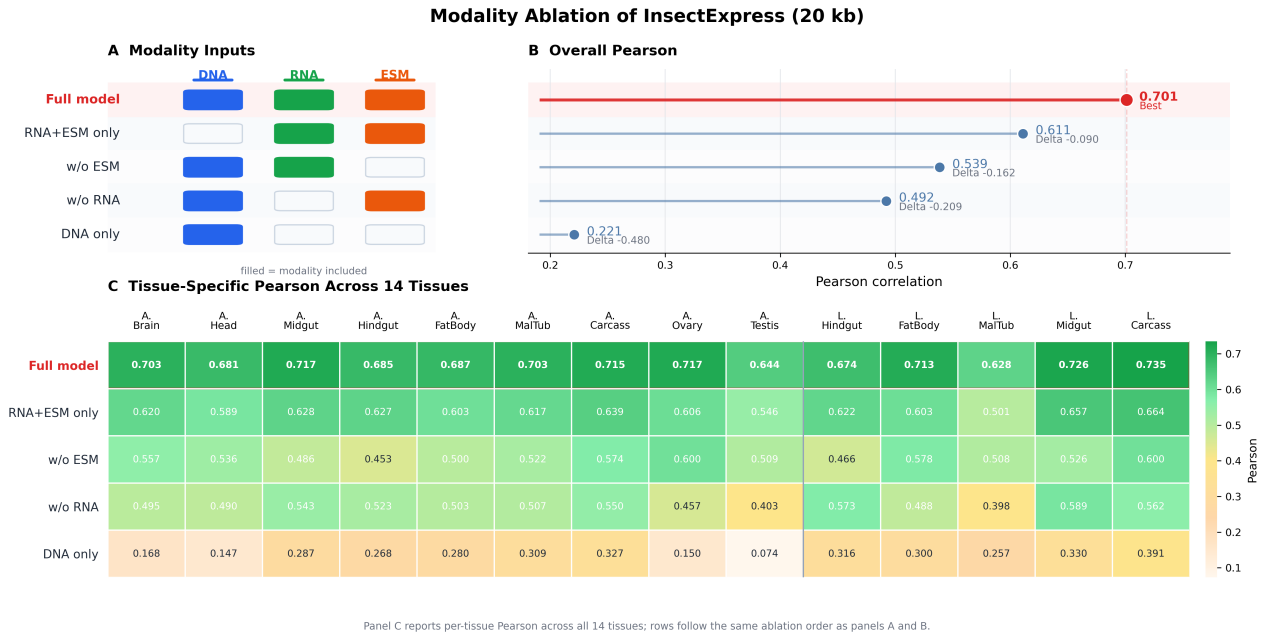 Modality Ablation of InsectExpress (20 kb)
A Modality Inputs
DNA RNA ESM
Full model
RNA+ESM only
w/o ESM
w/o RNA
DNA only
filled = modality included
B Overall Pearson
0.701
Best
0.611
Delta -0.090
0.539
Delta -0.162
0.492
Delta -0.209
0.221
Delta -0.480
0.2 0.3 0.4 0.5 0.6 0.7
Pearson correlation
C Tissue-Specific Pearson Across 14 Tissues
A. A. A. A. A. A. A. A. A. L. L. L. L. L.
Brain Head Midgut Hindgut FatBody MalTub Carcass Ovary Testis Hindgut FatBody MalTub Midgut Carcass
Full model 0.703 0.681 0.717 0.685 0.687 0.703 0.715 0.717 0.644 0.674 0.713 0.628 0.726 0.735
RNA+ESM only 0.620 0.589 0.628 0.627 0.603 0.617 0.639 0.606 0.546 0.622 0.603 0.501 0.657 0.664
w/o ESM 0.557 0.536 0.486 0.453 0.500 0.522 0.574 0.600 0.509 0.466 0.578 0.508 0.526 0.600
w/o RNA 0.495 0.490 0.543 0.523 0.503 0.507 0.550 0.457 0.403 0.573 0.488 0.398 0.589 0.562
DNA only 0.168 0.147 0.287 0.268 0.280 0.309 0.327 0.150 0.074 0.316 0.300 0.257 0.330 0.391
0.7
0.6
0.5
0.4
0.3
0.2
0.1
Pearson
Panel C reports per-tissue Pearson across all 14 tissues; rows follow the same ablation order as panels A and B.